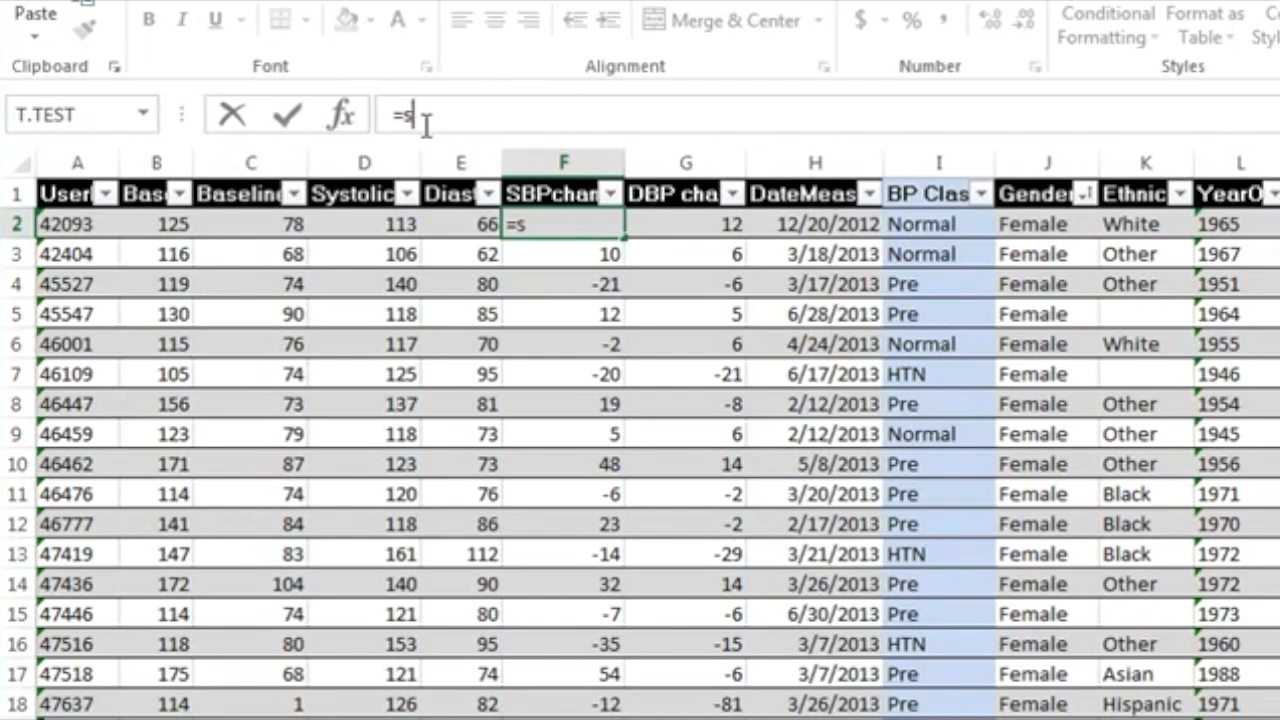 Paste
B I U A Merge & Center $ % Conditional Format as
Formatting Table
Clipboard Font Alignment Number Styles
T.TEST fx =s
A B C D E F G H I J K L
1 User Bas Baseline Systolic Dias SBPchan DBP cha DateMeas BP Clas Gender Ethnic YearO
2 42093 125 78 113 66 =s 12 12/20/2012 Normal Female White 1965
3 42404 116 68 106 62 10 6 3/18/2013 Normal Female Other 1967
4 45527 119 74 140 80 -21 -6 3/17/2013 Pre Female Other 1951
5 45547 130 90 118 85 12 5 6/28/2013 Pre Female 1964
6 46001 115 76 117 70 -2 6 4/24/2013 Normal Female White 1955
7 46109 105 74 125 95 -20 -21 6/17/2013 HTN Female 1946
8 46447 156 73 137 81 19 -8 2/12/2013 Pre Female Other 1954
9 46459 123 79 118 73 5 6 2/12/2013 Normal Female Other 1945
10 46462 171 87 123 73 48 14 5/8/2013 Pre Female Other 1956
11 46476 114 74 120 76 -6 -2 3/20/2013 Pre Female Black 1971
12 46777 141 84 118 86 23 -2 2/17/2013 Pre Female Black 1970
13 47419 147 83 161 112 -14 -29 3/21/2013 HTN Female Black 1972
14 47436 172 104 140 90 32 14 3/26/2013 Pre Female Other 1972
15 47446 114 74 121 80 -7 -6 6/30/2013 Pre Female 1973
16 47516 118 80 153 95 -35 -15 3/7/2013 HTN Female Other 1960
17 47518 175 68 121 74 54 -6 3/7/2013 Pre Female Asian 1988
18 47637 114 1 126 82 -12 -81 3/26/2013 Pre Female Hispanic 1971